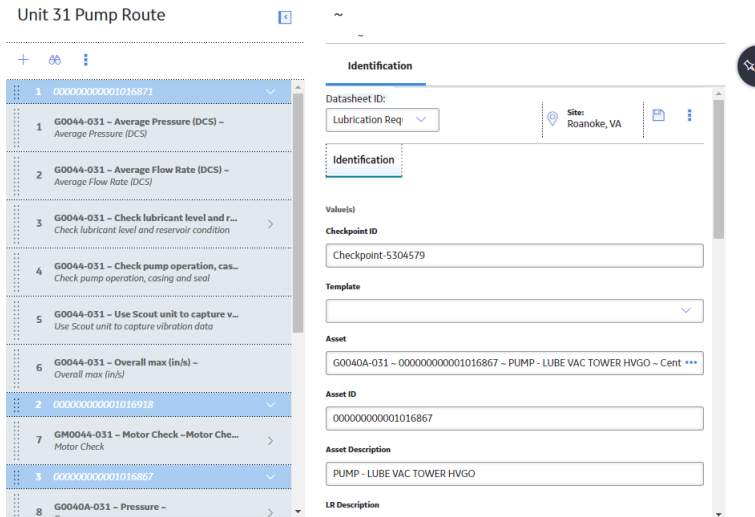 Unit 31 Pump Route
1 000000000001016871
1 G0044-031 ~ Average Pressure (DCS) ~
Average Pressure (DCS)
2 G0044-031 ~ Average Flow Rate (DCS) ~
Average Flow Rate (DCS)
3 G0044-031 ~ Check lubricant level and r...
Check lubricant level and reservoir condition
4 G0044-031 ~ Check pump operation, cas...
Check pump operation, casing and seal
5 G0044-031 ~ Use Scout unit to capture v...
Use Scout unit to capture vibration data
6 G0044-031 ~ Overall max (in/s) ~
Overall max (in/s)
2 000000000001016918
7 GM0044-031 ~ Motor Check ~Motor Che...
Motor Check
3 000000000001016867
8 G0040A-031 ~ Pressure ~
~
~
Identification
Datasheet ID:
Lubrication Req
Site:
Roanoke, VA
Identification
Value(s)
Checkpoint ID
Checkpoint-5304579
Template
Asset
G0040A-031 ~ 000000000001016867 ~ PUMP - LUBE VAC TOWER HVGO ~ Cent
Asset ID
000000000001016867
Asset Description
PUMP - LUBE VAC TOWER HVGO
LR Description